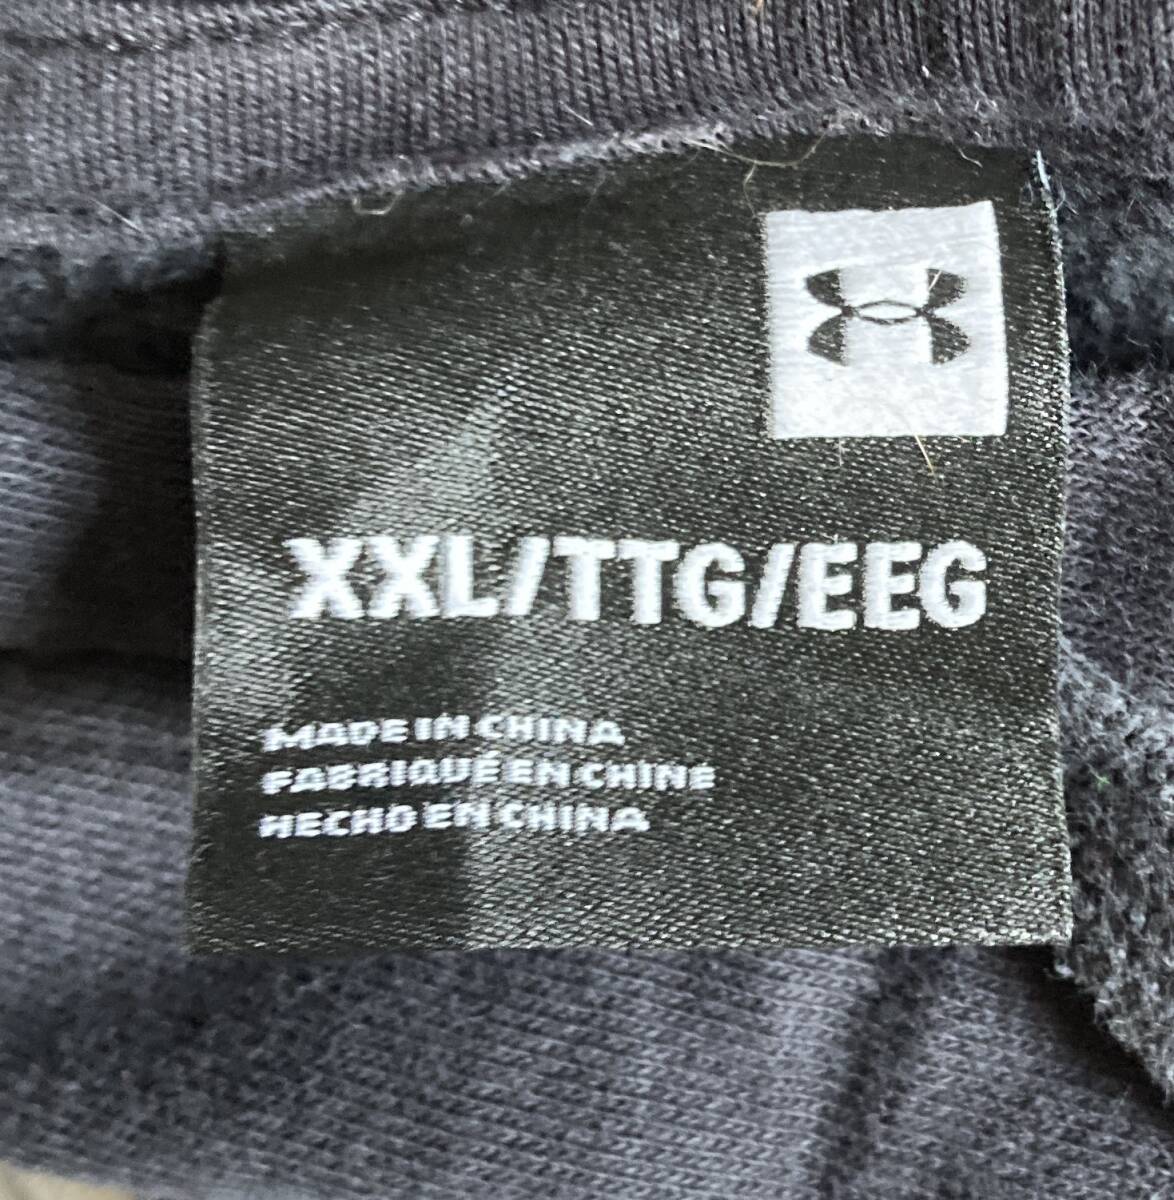 XXL/TTG/EEG
MADE IN CHINA
FABRIQUÉ EN CHINE
HECHO EN CHINA